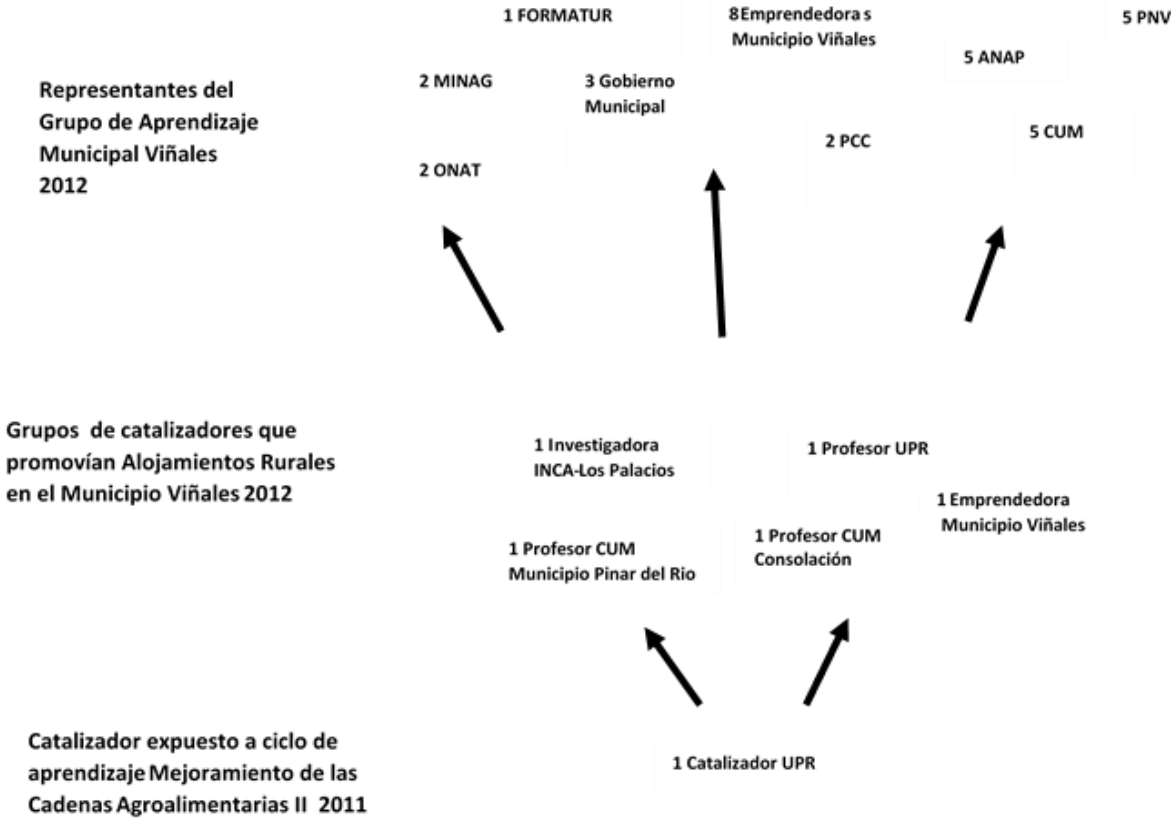 1 FORMATUR
8Emprendedora s
Municipio Viñales
5 PNV
5 ANAP
2 MINAG
3 Gobierno
Municipal
Representantes del
Grupo de Aprendizaje
Municipal Viñales
2012
2 PCC
5 CUM
2 ONAT
Grupos de catalizadores que
promovían Alojamientos Rurales
en el Municipio Viñales 2012
1 Investigadora
INCA-Los Palacios
1 Profesor UPR
1 Emprendedora
Municipio Viñales
1 Profesor CUM
Municipio Pinar del Rio
1 Profesor CUM
Consolación
Catalizador expuesto a ciclo de
aprendizaje Mejoramiento de las
Cadenas Agroalimentarias II 2011
1 Catalizador UPR